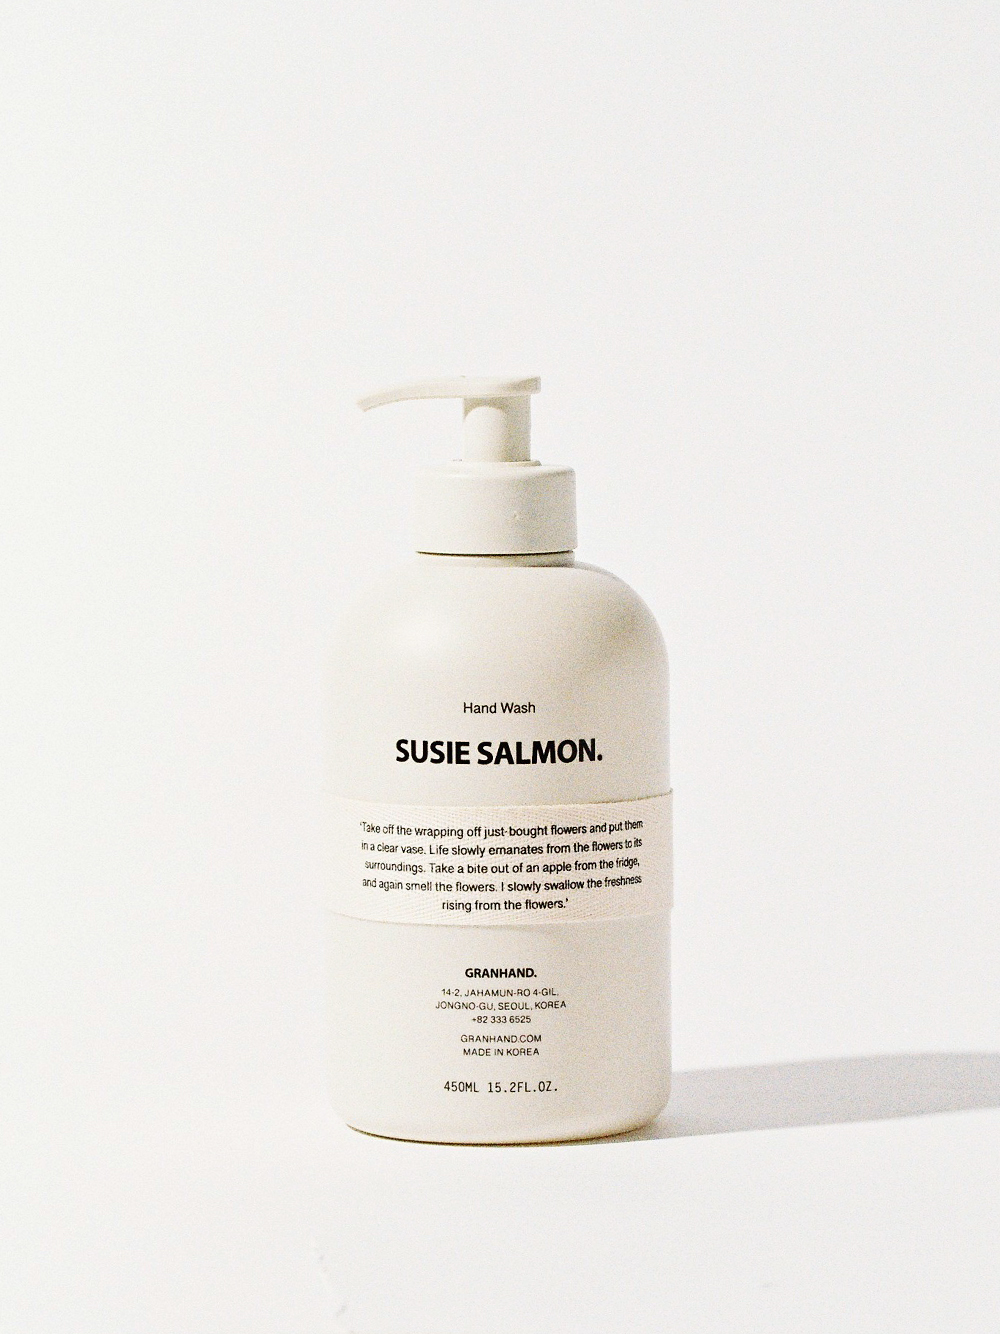 Hand Wash
SUSIE SALMON.
'Take off the wrapping off just-bought flowers and put them
in a clear vase. Life slowly emanates from the flowers to its
surroundings. Take a bite out of an apple from the fridge,
and again smell the flowers. I slowly swallow the freshness
rising from the flowers.'
GRANHAND.
14-2, JAHAMUN-RO 4-GIL,
JONGNO-GU, SEOUL, KOREA
+82 333 6525
GRANHAND.COM
MADE IN KOREA
450ML 15.2FL.OZ.